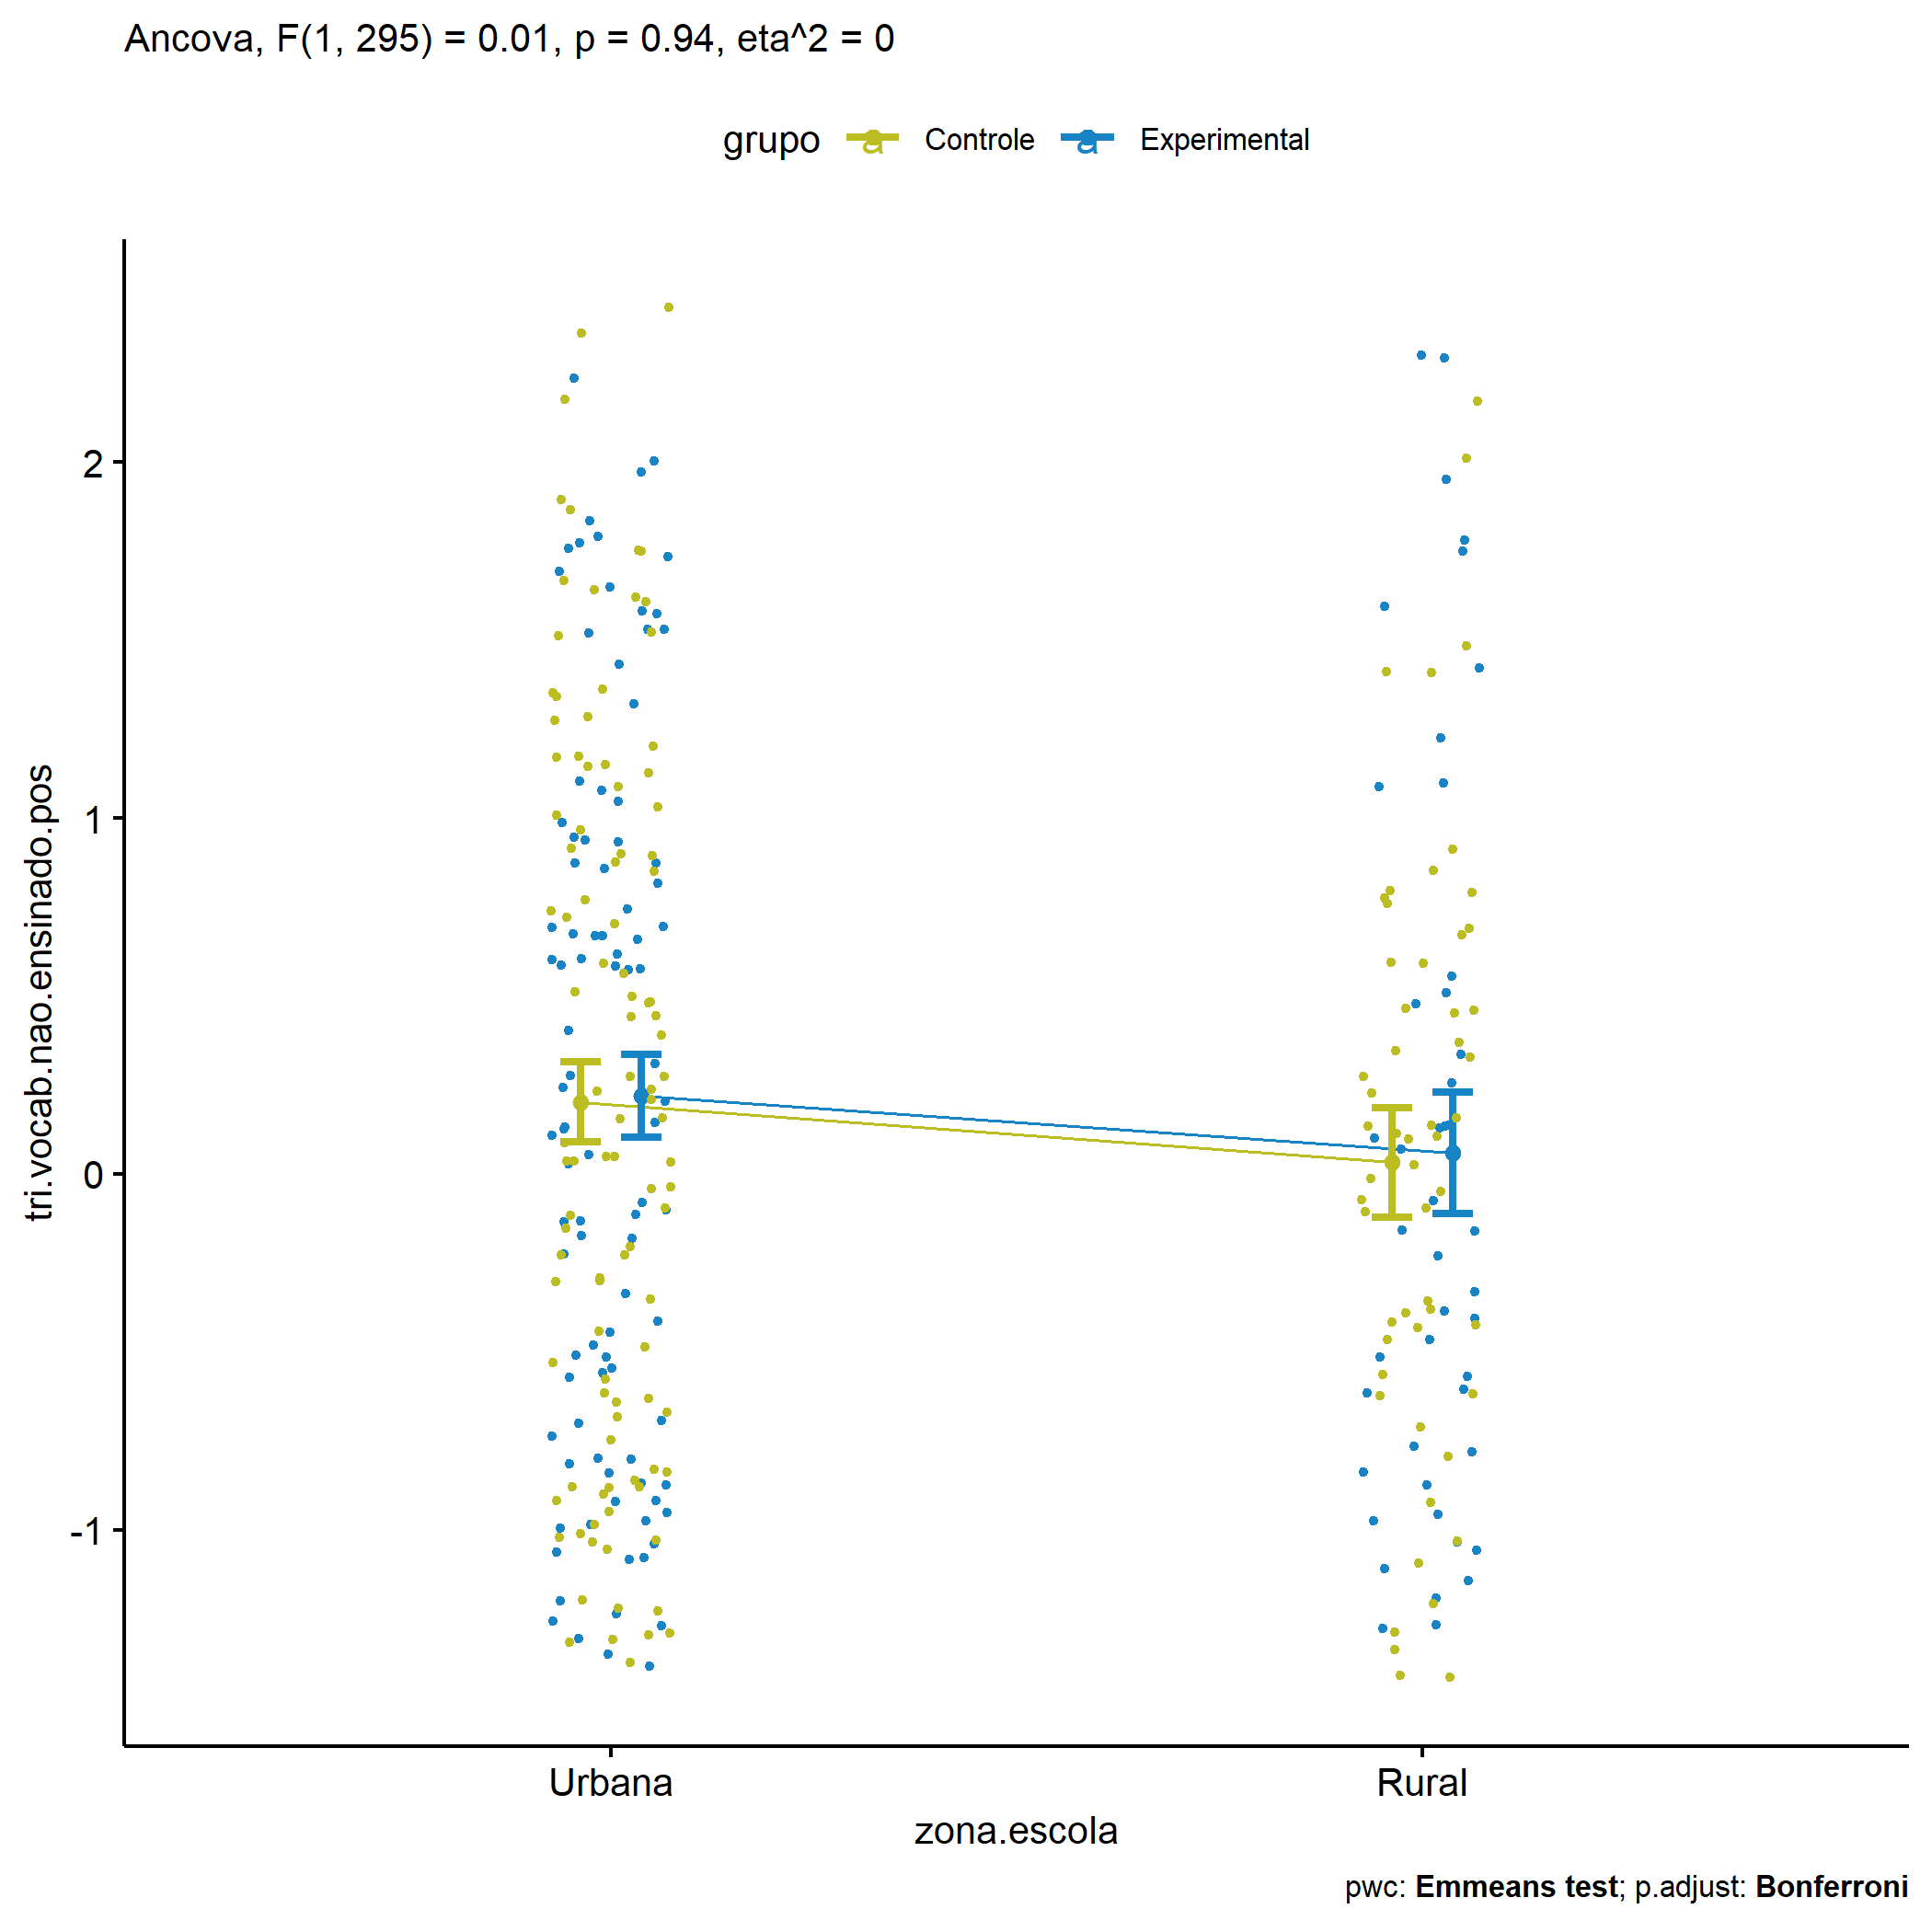 Ancova, F(1, 295) = 0.01, p = 0.94, eta^2 = 0
grupo a Controle a Experimental
tri.vocab.nao.ensinado.pos
2
1
0
-1
Urbana Rural
zona.escola
pwc: Emmeans test; p.adjust: Bonferroni